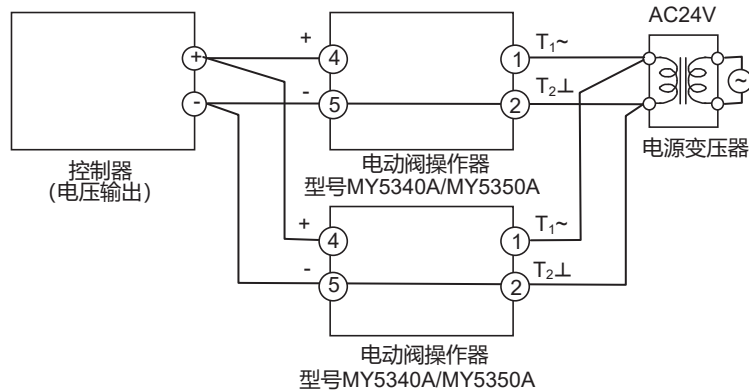 AC24V
+ 4 1 T₁~
+
- 5 2 T₂⊥
-
~
控制器
(电压输出)
电动阀操作器
型号MY5340A/MY5350A
电源变压器
+ 4 1 T₁~
- 5 2 T₂⊥
电动阀操作器
型号MY5340A/MY5350A